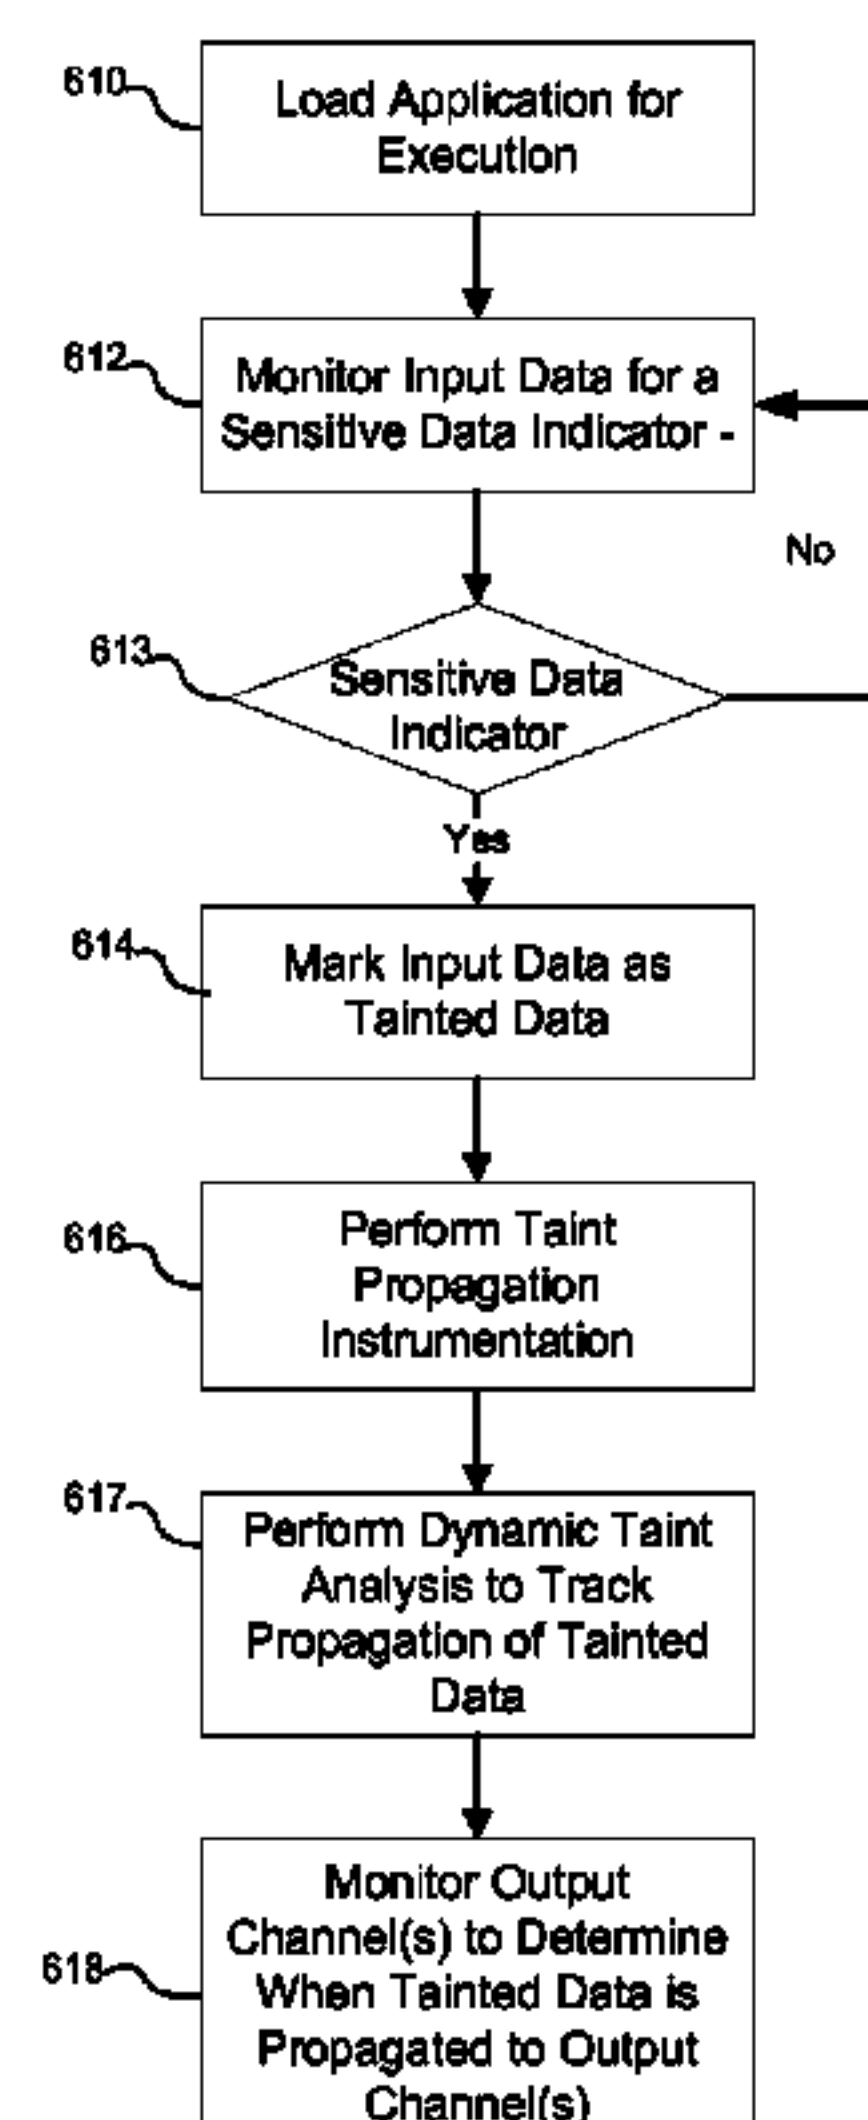 610
Load Application for
Execution
612
Monitor Input Data for a
Sensitive Data Indicator -
No
613
Sensitive Data
Indicator
Yes
614
Mark Input Data as
Tainted Data
616
Perform Taint
Propagation
Instrumentation
617
Perform Dynamic Taint
Analysis to Track
Propagation of Tainted
Data
618
Monitor Output
Channel(s) to Determine
When Tainted Data is
Propagated to Output
Channel(s)